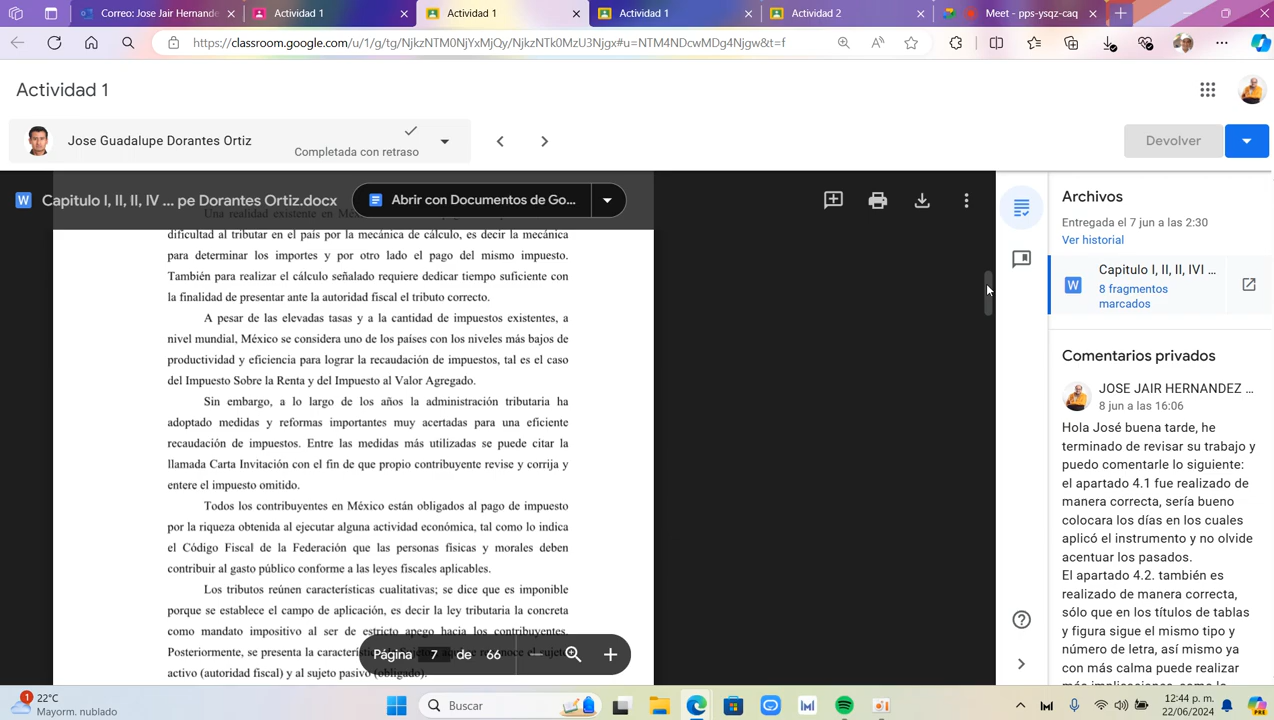 Correo: Jose Jair Hernande
Actividad 1
Actividad 1
Actividad 1
Actividad 2
Meet - pps-ysqz-caq
https://classroom.google.com/u/1/g/tg/NjkzNTM0NjYxMjQy/NjkzNTk0MzU3Njgx#u=NTM4NDcwMDg4Njgw&t=f
Actividad 1
Jose Guadalupe Dorantes Ortiz
Completada con retraso
Devolver
Capitulo I, II, II, IV ... pe Dorantes Ortiz.docx
Abrir con Documentos de Go...
Una realidad existente en Méx
dificultad al tributar en el país por la mecánica de cálculo, es decir la mecánica
para determinar los importes y por otro lado el pago del mismo impuesto.
También para realizar el cálculo señalado requiere dedicar tiempo suficiente con
la finalidad de presentar ante la autoridad fiscal el tributo correcto.
A pesar de las elevadas tasas y a la cantidad de impuestos existentes, a
nivel mundial, México se considera uno de los países con los niveles más bajos de
productividad y eficiencia para lograr la recaudación de impuestos, tal es el caso
del Impuesto Sobre la Renta y del Impuesto al Valor Agregado.
Sin embargo, a lo largo de los años la administración tributaria ha
adoptado medidas y reformas importantes muy acertadas para una eficiente
recaudación de impuestos. Entre las medidas más utilizadas se puede citar la
llamada Carta Invitación con el fin de que propio contribuyente revise y corrija y
entere el impuesto omitido.
Todos los contribuyentes en México están obligados al pago de impuesto
por la riqueza obtenida al ejecutar alguna actividad económica, tal como lo indica
el Código Fiscal de la Federación que las personas físicas y morales deben
contribuir al gasto público conforme a las leyes fiscales aplicables.
Los tributos reúnen características cualitativas; se dice que es imponible
porque se establece el campo de aplicación, es decir la ley tributaria la concreta
como mandato impositivo al ser de estricto apego hacia los contribuyentes.
Posteriormente, se presenta la característi
activo (autoridad fiscal) y al sujeto pasivo (obligado).
Página 7 de 66
Archivos
Entregada el 7 jun a las 2:30
Ver historial
Capitulo I, II, II, IVI ...
8 fragmentos
marcados
Comentarios privados
JOSE JAIR HERNANDEZ ...
8 jun a las 16:06
Hola José buena tarde, he
terminado de revisar su trabajo y
puedo comentarle lo siguiente:
el apartado 4.1 fue realizado de
manera correcta, sería bueno
colocara los días en los cuales
aplicó el instrumento y no olvide
acentuar los pasados.
El apartado 4.2. también es
realizado de manera correcta,
sólo que en los títulos de tablas
y figura sigue el mismo tipo y
número de letra, así mismo ya
con más calma puede realizar
más implicaciones, como la
1
22°C
Mayorm. nublado
Buscar
12:44 p. m.
22/06/2024